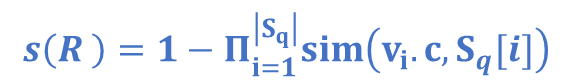 s(R ) = 1 − Π_{i=1}^{|S_q|} sim(v_i. c, S_q[i])